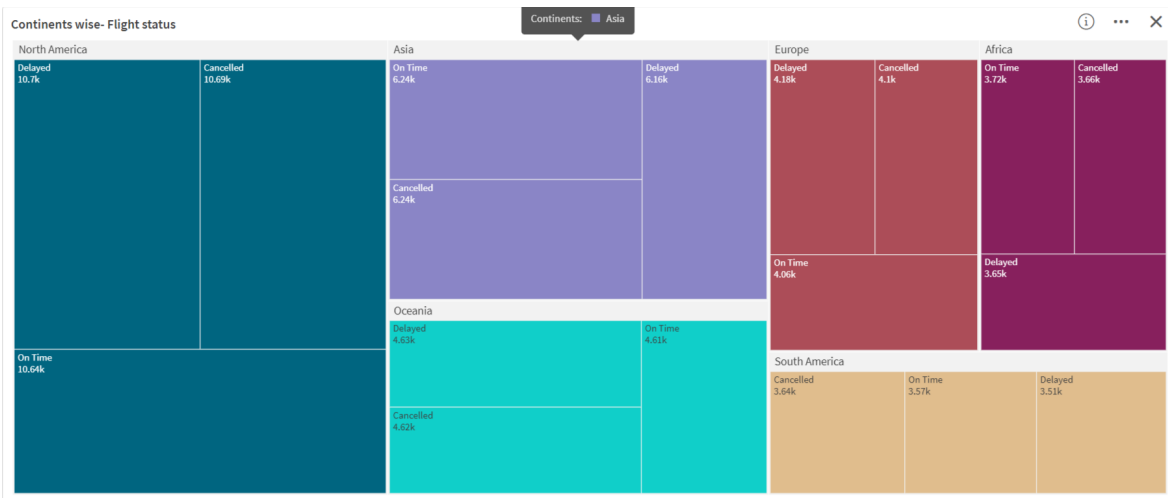 Continents wise- Flight status
Continents: Asia
North America
Delayed
10.7k
Cancelled
10.69k
On Time
10.64k
Asia
On Time
6.24k
Delayed
6.16k
Cancelled
6.24k
Oceania
Delayed
4.63k
On Time
4.61k
Cancelled
4.62k
Europe
Delayed
4.18k
Cancelled
4.1k
On Time
4.06k
Africa
On Time
3.72k
Cancelled
3.66k
Delayed
3.65k
South America
Cancelled
3.64k
On Time
3.57k
Delayed
3.51k